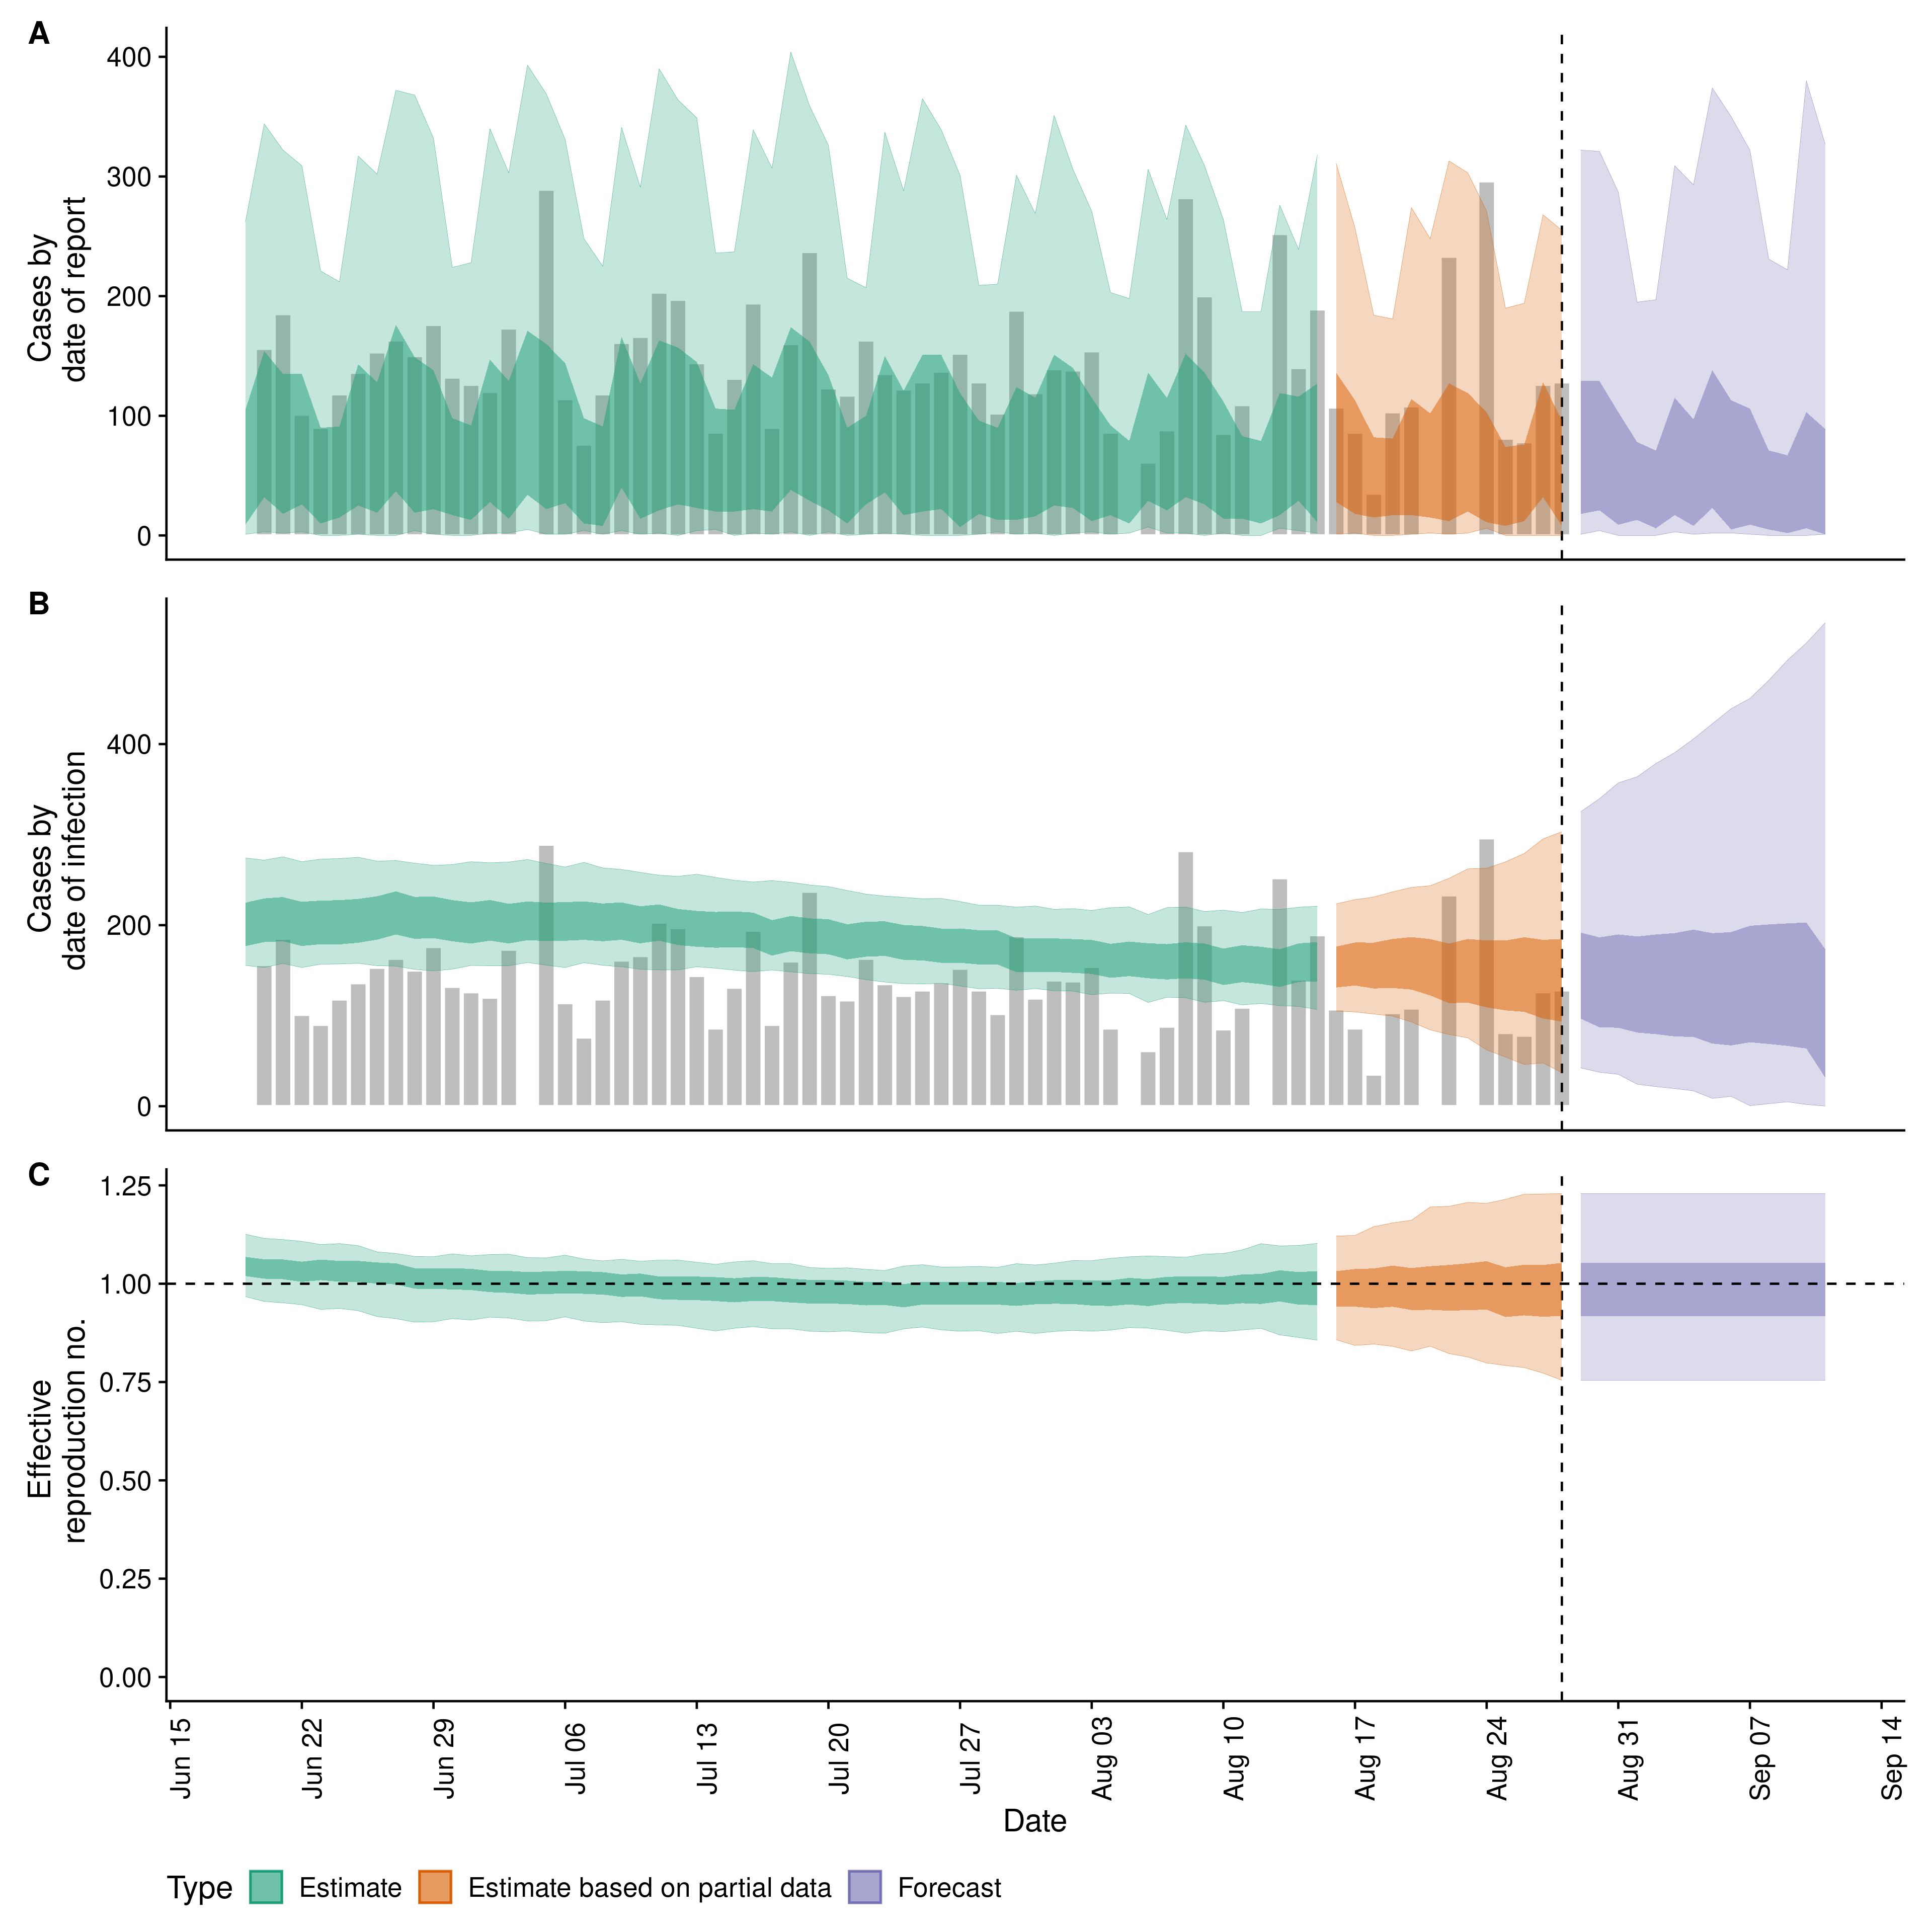 A
Cases by
date of report
400
300
200
100
0
B
Cases by
date of infection
400
200
0
C
Effective
reproduction no.
1.25
1.00
0.75
0.50
0.25
0.00
Jun 15
Jun 22
Jun 29
Jul 06
Jul 13
Jul 20
Jul 27
Aug 03
Aug 10
Aug 17
Aug 24
Aug 31
Sep 07
Sep 14
Date
Type Estimate Estimate based on partial data Forecast